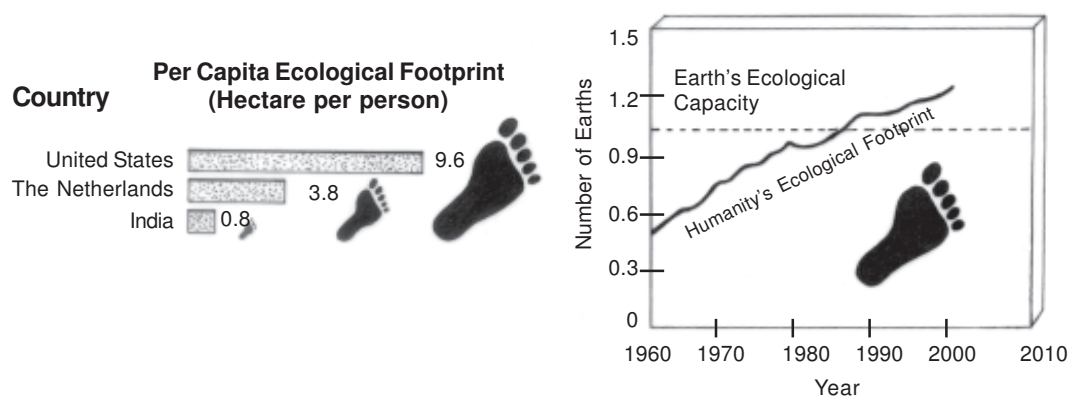 Per Capita Ecological Footprint
(Hectare per person)
Country
United States 9.6
The Netherlands 3.8
India 0.8
1.5
1.2
0.9
0.6
0.3
0
Number of Earths
Earth's Ecological
Capacity
Humanity's Ecological Footprint
1960 1970 1980 1990 2000 2010
Year